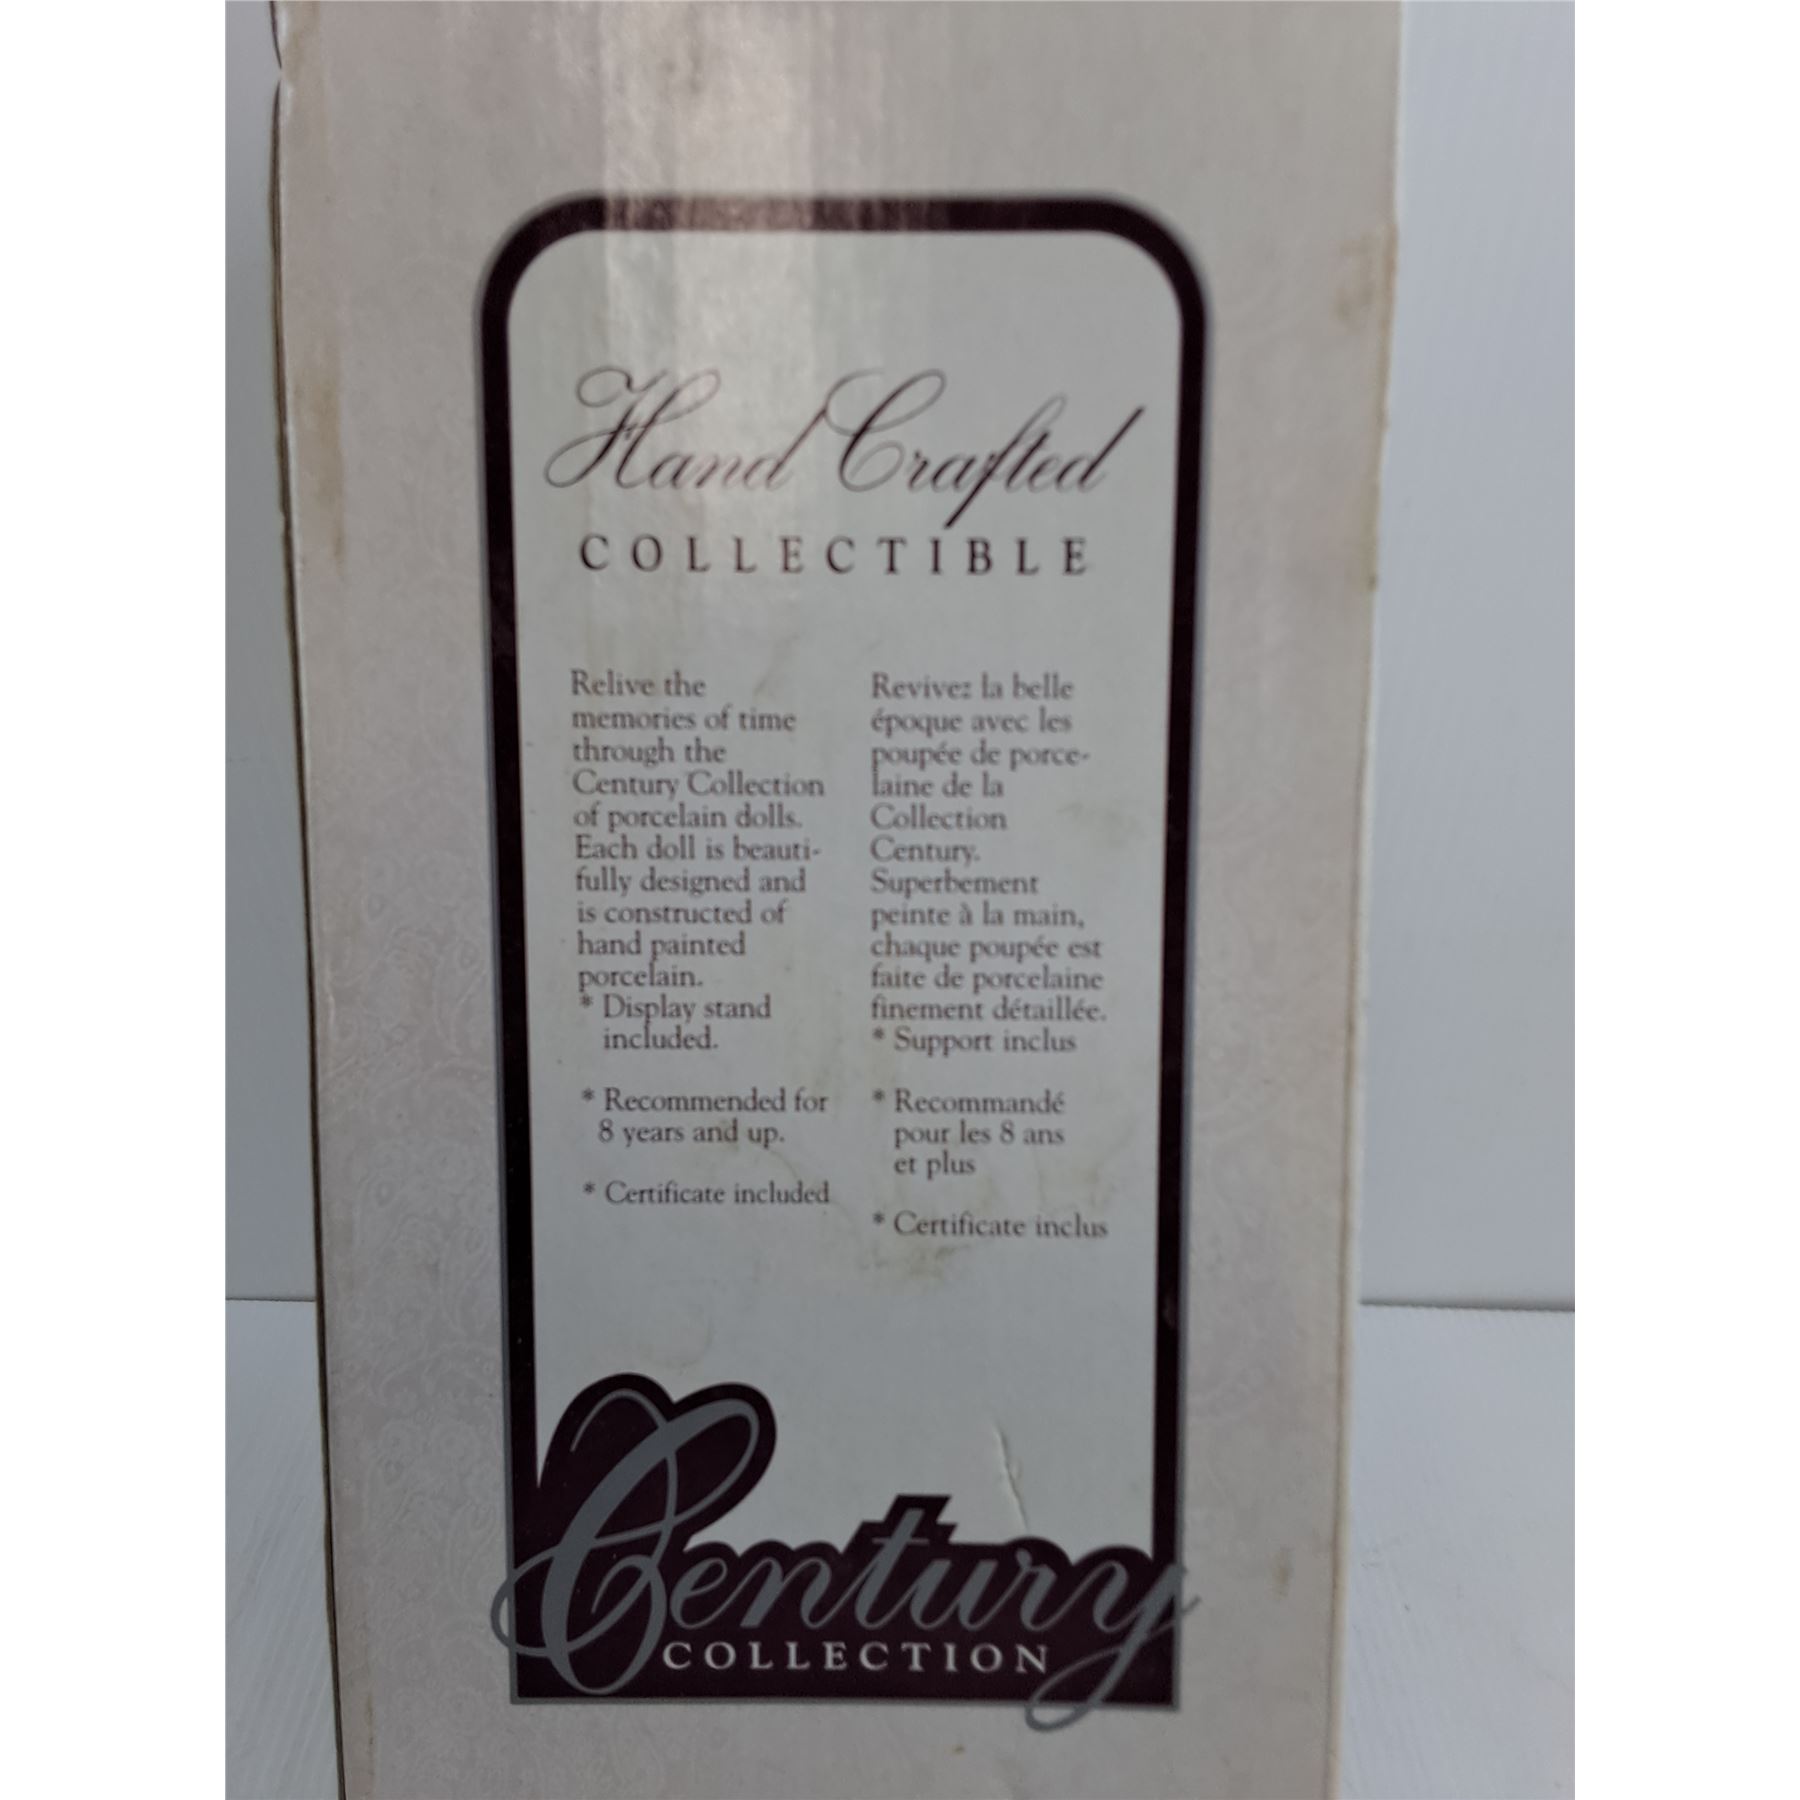 Hand Crafted
COLLECTIBLE
Relive the
memories of time
through the
Century Collection
of porcelain dolls.
Each doll is beauti-
fully designed and
is constructed of
hand painted
porcelain.
* Display stand
included.
* Recommended for
8 years and up.
* Certificate included
Revivez la belle
époque avec les
poupée de porce-
laine de la
Collection
Century.
Superbement
peinte à la main,
chaque poupée est
faite de porcelaine
finement détaillée.
* Support inclus
* Recommandé
pour les 8 ans
et plus
* Certificate inclus
Century
COLLECTION